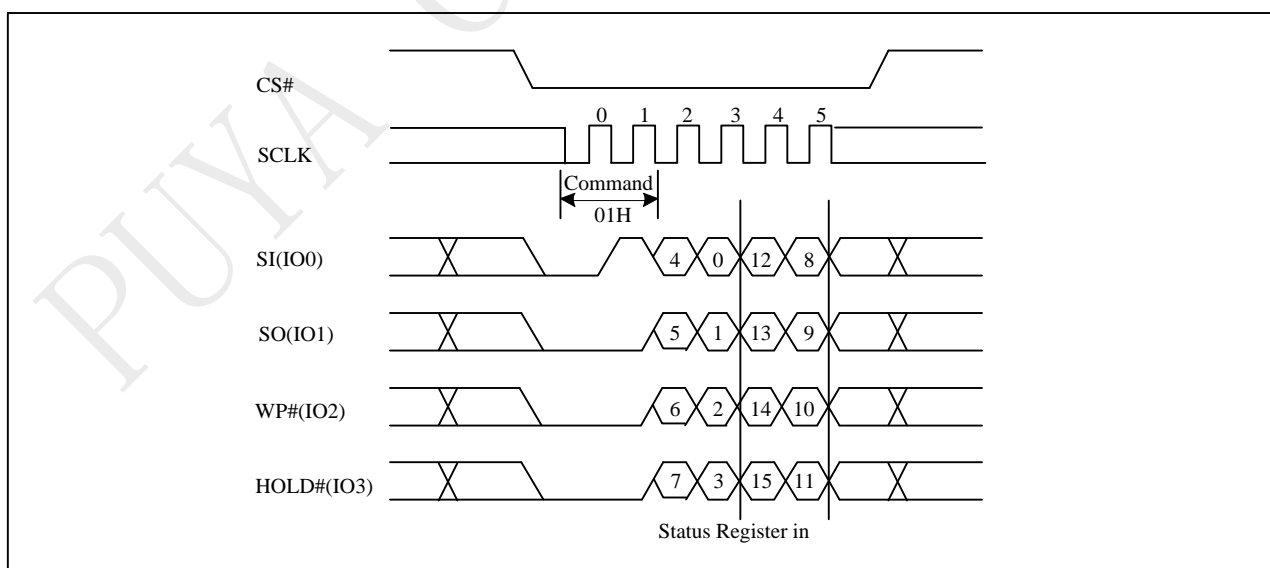 PUYA
CS#
0 1 2 3 4 5
SCLK
Command
01H
SI(IO0) 4 0 12 8
SO(IO1) 5 1 13 9
WP#(IO2) 6 2 14 10
HOLD#(IO3) 7 3 15 11
Status Register in